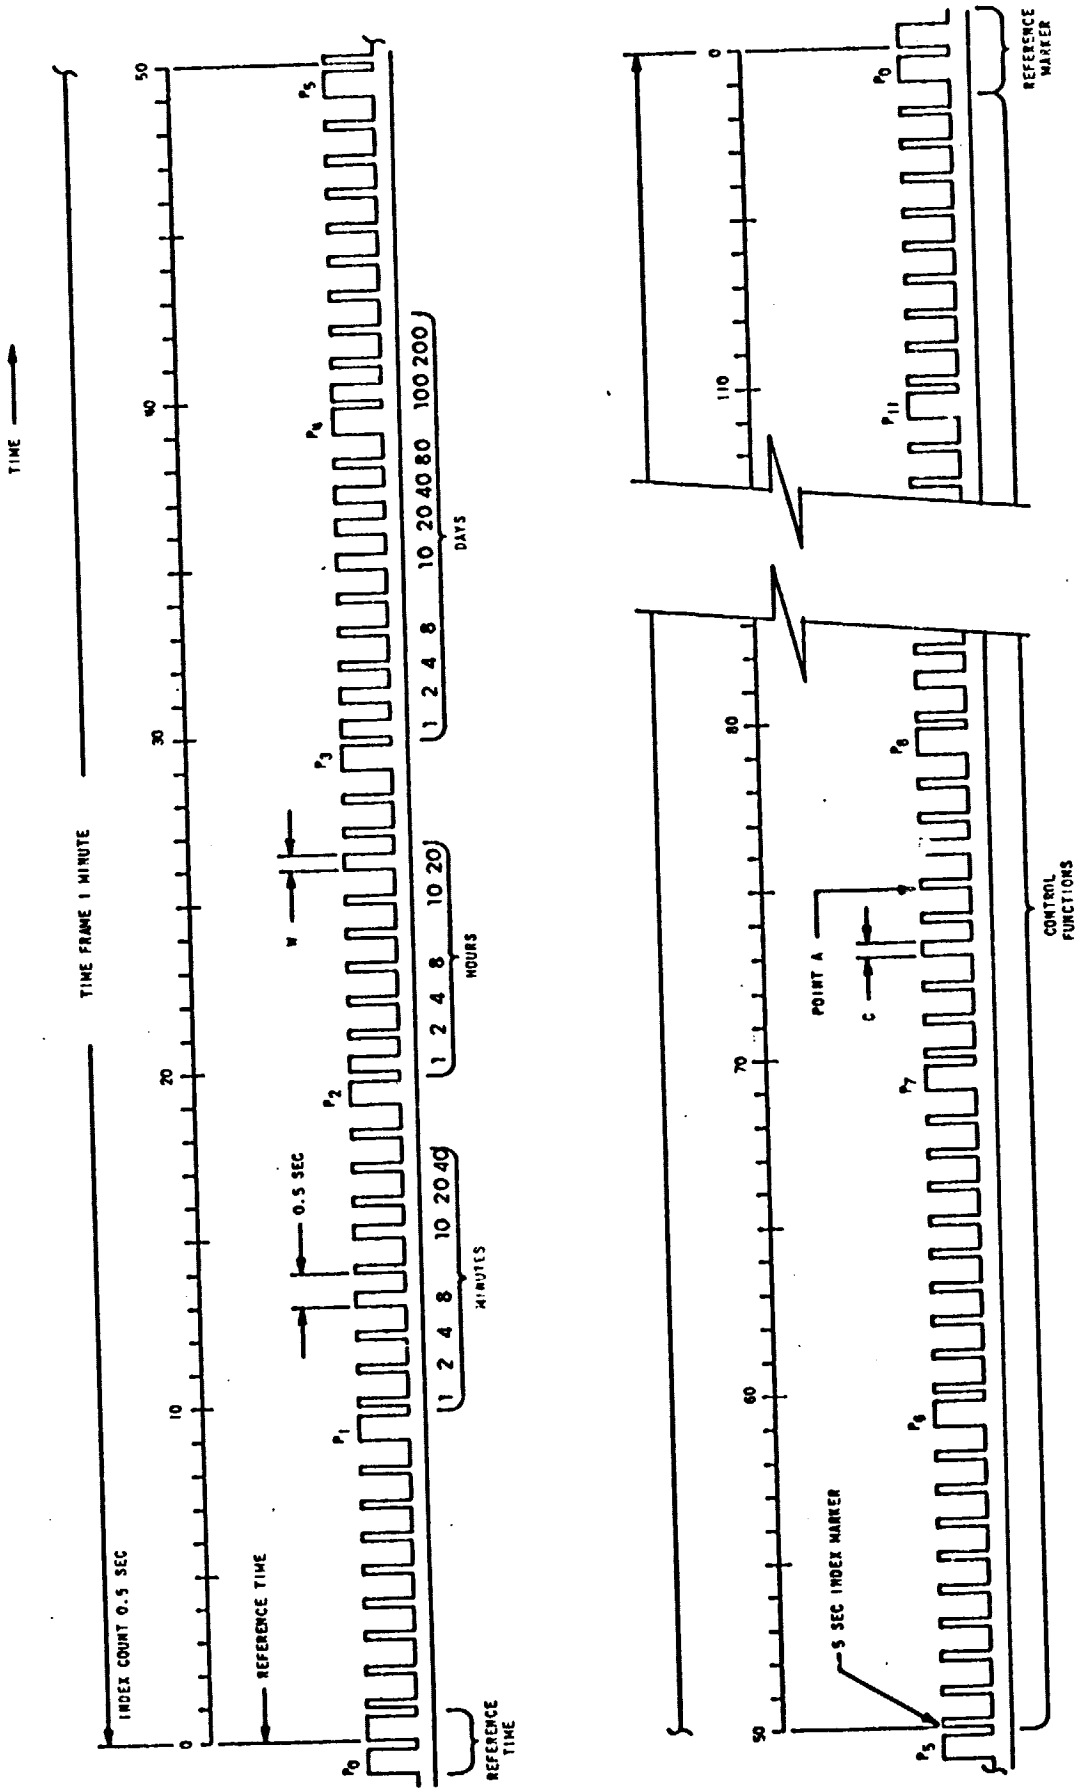 TIME
TIME FRAME 1 MINUTE
INDEX COUNT 0.5 SEC
0 10 20 30 40 50
REFERENCE TIME
0.5 SEC
W
P0 P1 P2 P3 P4 P5
REFERENCE
TIME
1 2 4 8 10 20 40
MINUTES
1 2 4 8 10 20
HOURS
1 2 4 8 10 20 40 80 100 200
DAYS
50 60 70 80 110 0
5 SEC INDEX MARKER
POINT A
C
P5 P6 P7 P8 P11 P0
CONTROL
FUNCTIONS
REFERENCE
MARKER